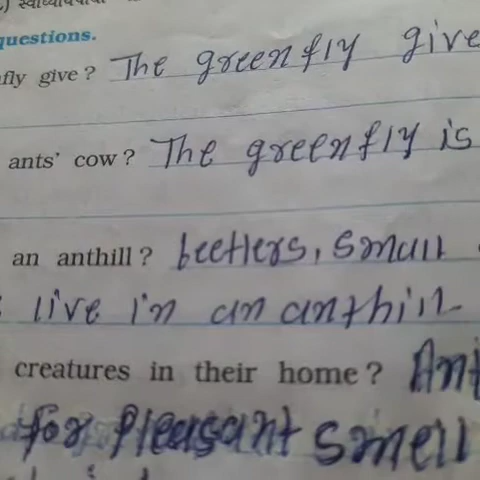 questions.
fly give? The greenfly give
ants' cow? The greenfly is
an anthill? beetlers, small
live in an anthill
creatures in their home? Ant
for pleasant smell